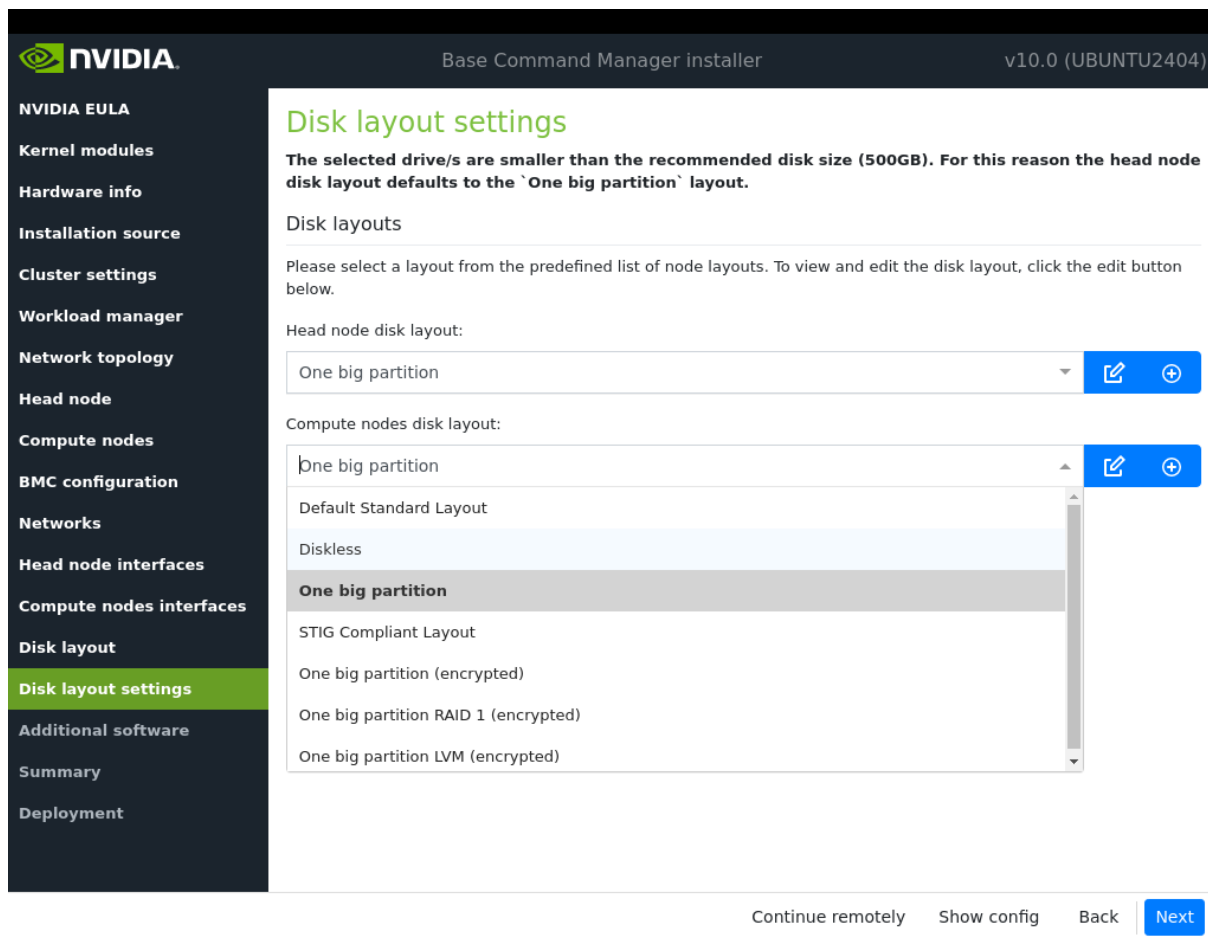 NVIDIA.
Base Command Manager installer
v10.0 (UBUNTU2404)
NVIDIA EULA
Kernel modules
Hardware info
Installation source
Cluster settings
Workload manager
Network topology
Head node
Compute nodes
BMC configuration
Networks
Head node interfaces
Compute nodes interfaces
Disk layout
Disk layout settings
Additional software
Summary
Deployment
Disk layout settings
The selected drive/s are smaller than the recommended disk size (500GB). For this reason the head node
disk layout defaults to the `One big partition` layout.
Disk layouts
Please select a layout from the predefined list of node layouts. To view and edit the disk layout, click the edit button
below.
Head node disk layout:
One big partition
Compute nodes disk layout:
One big partition
Default Standard Layout
Diskless
One big partition
STIG Compliant Layout
One big partition (encrypted)
One big partition RAID 1 (encrypted)
One big partition LVM (encrypted)
Continue remotely
Show config
Back
Next